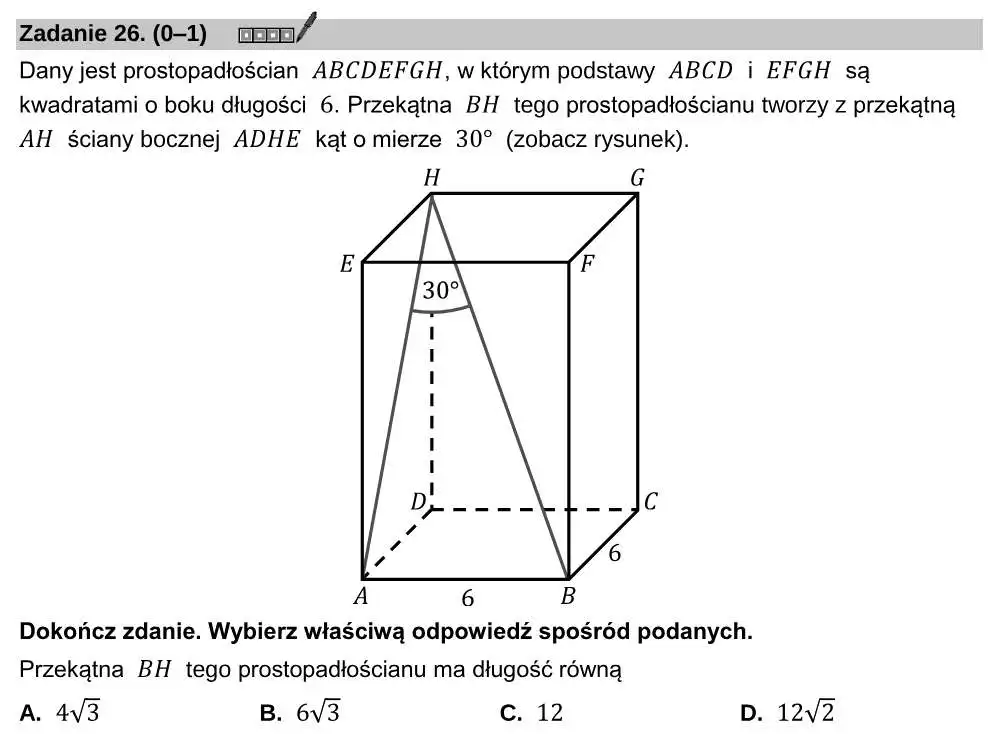 Zadanie 26. (0–1)
Dany jest prostopadłościan ABCDEFGH, w którym podstawy ABCD i EFGH są
kwadratami o boku długości 6. Przekątna BH tego prostopadłościanu tworzy z przekątną
AH ściany bocznej ADHE kąt o mierze 30° (zobacz rysunek).
H G
E F
30°
D C
6
A 6 B
Dokończ zdanie. Wybierz właściwą odpowiedź spośród podanych.
Przekątna BH tego prostopadłościanu ma długość równą
A. 4√3 B. 6√3 C. 12 D. 12√2